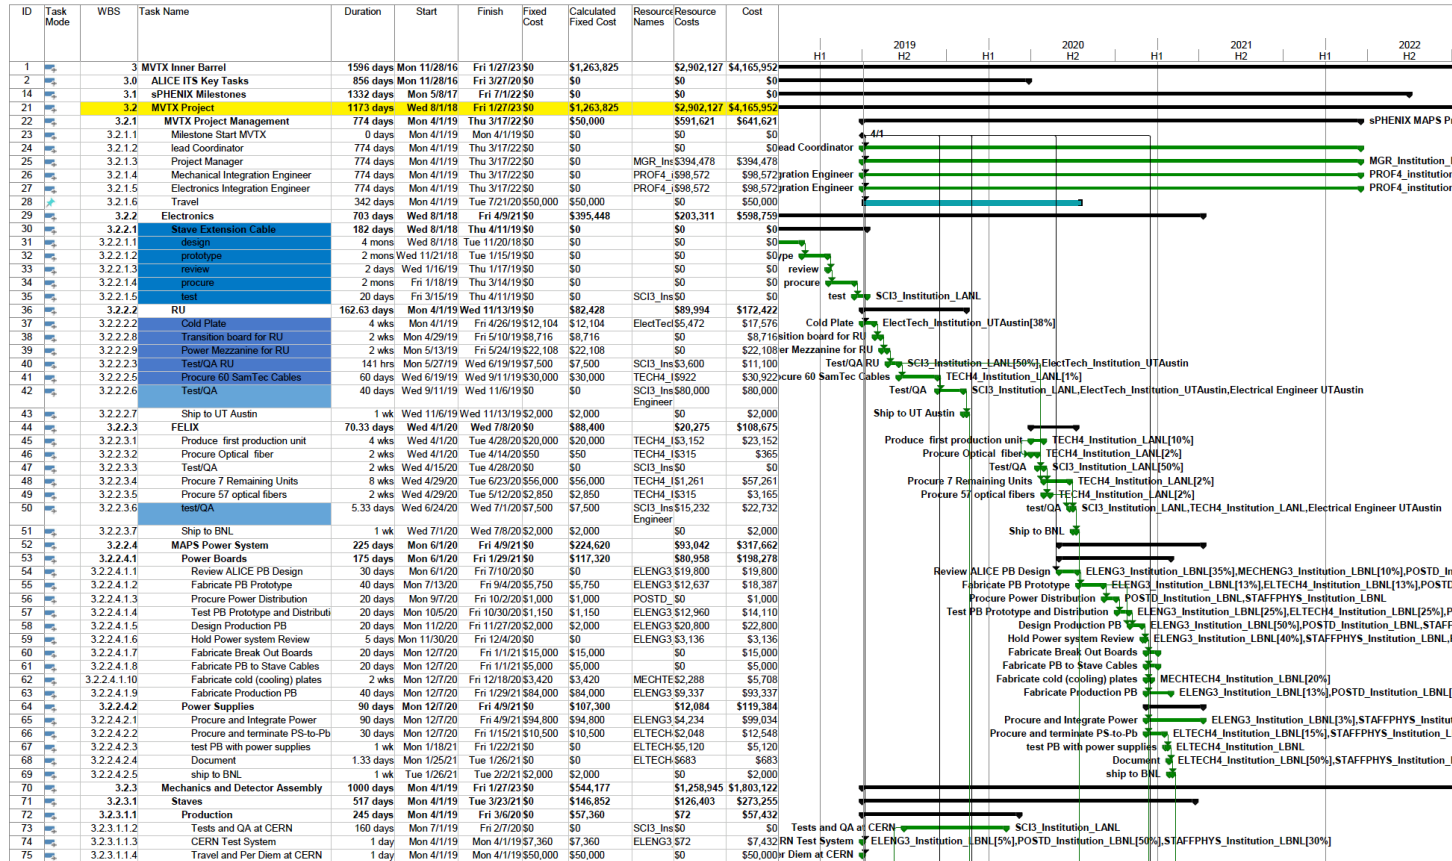 ID Task Mode WBS Task Name Duration Start Finish Fixed Cost Calculated Fixed Cost Resource Names Resource Costs Cost
2019 2020 2021 2022
H1 H2 H1 H2 H1 H2 H1 H2
1 3 MVTX Inner Barrel 1596 days Mon 11/28/16 Fri 1/27/23 $0 $1,263,825 $2,902,127 $4,165,952
2 3.0 ALICE ITS Key Tasks 856 days Mon 11/28/16 Fri 3/27/20 $0 $0 $0 $0
14 3.1 sPHENIX Milestones 1332 days Mon 5/8/17 Fri 7/1/22 $0 $0 $0 $0
21 3.2 MVTX Project 1173 days Wed 8/1/18 Fri 1/27/23 $0 $1,263,825 $2,902,127 $4,165,952
22 3.2.1 MVTX Project Management 774 days Mon 4/1/19 Thu 3/17/22 $0 $50,000 $591,621 $641,621 sPHENIX MAPS P
23 3.2.1.1 Milestone Start MVTX 0 days Mon 4/1/19 Mon 4/1/19 $0 $0 $0 $0 4/1
24 3.2.1.2 lead Coordinator 774 days Mon 4/1/19 Thu 3/17/22 $0 $0 $0 $0 ead Coordinator
25 3.2.1.3 Project Manager 774 days Mon 4/1/19 Thu 3/17/22 $0 $0 MGR_Ins $394,478 $394,478 MGR_Institution_
26 3.2.1.4 Mechanical Integration Engineer 774 days Mon 4/1/19 Thu 3/17/22 $0 $0 PROF4_i $98,572 $98,572 gration Engineer PROF4_institution
27 3.2.1.5 Electronics Integration Engineer 774 days Mon 4/1/19 Thu 3/17/22 $0 $0 PROF4_i $98,572 $98,572 gration Engineer PROF4_institution
28 3.2.1.6 Travel 342 days Mon 4/1/19 Tue 7/21/20 $50,000 $50,000 $0 $50,000
29 3.2.2 Electronics 703 days Wed 8/1/18 Fri 4/9/21 $0 $395,448 $203,311 $598,759
30 3.2.2.1 Stave Extension Cable 182 days Wed 8/1/18 Thu 4/11/19 $0 $0 $0 $0
31 3.2.2.1.1 design 4 mons Wed 8/1/18 Tue 11/20/18 $0 $0 $0 $0
32 3.2.2.1.2 prototype 2 mons Wed 11/21/18 Tue 1/15/19 $0 $0 $0 $0 ype
33 3.2.2.1.3 review 2 days Wed 1/16/19 Thu 1/17/19 $0 $0 $0 $0 review
34 3.2.2.1.4 procure 2 mons Fri 1/18/19 Thu 3/14/19 $0 $0 $0 $0 procure
35 3.2.2.1.5 test 20 days Fri 3/15/19 Thu 4/11/19 $0 $0 SCI3_Ins $0 $0 test SCI3_Institution_LANL
36 3.2.2.2 RU 162.63 days Mon 4/1/19 Wed 11/13/19 $0 $82,428 $89,994 $172,422
37 3.2.2.2.2 Cold Plate 4 wks Mon 4/1/19 Fri 4/26/19 $12,104 $12,104 ElectTecl $5,472 $17,576 Cold Plate ElectTech_Institution_UTAustin[38%]
38 3.2.2.2.8 Transition board for RU 2 wks Mon 4/29/19 Fri 5/10/19 $8,716 $8,716 $0 $8,716 sition board for RU
39 3.2.2.2.9 Power Mezzanine for RU 2 wks Mon 5/13/19 Fri 5/24/19 $22,108 $22,108 $0 $22,108 er Mezzanine for RU
40 3.2.2.2.3 Test/QA RU 141 hrs Mon 5/27/19 Wed 6/19/19 $7,500 $7,500 SCI3_Ins $3,600 $11,100 Test/QA RU SCI3_Institution_LANL[50%],ElectTech_Institution_UTAustin
41 3.2.2.2.5 Procure 60 SamTec Cables 60 days Wed 6/19/19 Wed 9/11/19 $30,000 $30,000 TECH4_I $922 $30,922 ocure 60 SamTec Cables TECH4_Institution_LANL[1%]
42 3.2.2.2.6 Test/QA 40 days Wed 9/11/19 Wed 11/6/19 $0 $0 SCI3_Ins $80,000 $80,000 Test/QA SCI3_Institution_LANL,ElectTech_Institution_UTAustin,Electrical Engineer UTAustin
Engineer
43 3.2.2.2.7 Ship to UT Austin 1 wk Wed 11/6/19 Wed 11/13/19 $2,000 $2,000 $0 $2,000 Ship to UT Austin
44 3.2.2.3 FELIX 70.33 days Wed 4/1/20 Wed 7/8/20 $0 $88,400 $20,275 $108,675
45 3.2.2.3.1 Produce first production unit 4 wks Wed 4/1/20 Tue 4/28/20 $20,000 $20,000 TECH4_I $3,152 $23,152 Produce first production unit TECH4_Institution_LANL[10%]
46 3.2.2.3.2 Procure Optical fiber 2 wks Wed 4/1/20 Tue 4/14/20 $50 $50 TECH4_I $315 $365 Procure Optical fiber TECH4_Institution_LANL[2%]
47 3.2.2.3.3 Test/QA 2 wks Wed 4/15/20 Tue 4/28/20 $0 $0 SCI3_Ins $0 $0 Test/QA SCI3_Institution_LANL[50%]
48 3.2.2.3.4 Procure 7 Remaining Units 8 wks Wed 4/29/20 Tue 6/23/20 $56,000 $56,000 TECH4_I $1,261 $57,261 Procure 7 Remaining Units TECH4_Institution_LANL[2%]
49 3.2.2.3.5 Procure 57 optical fibers 2 wks Wed 4/29/20 Tue 5/12/20 $2,850 $2,850 TECH4_I $315 $3,165 Procure 57 optical fibers TECH4_Institution_LANL[2%]
50 3.2.2.3.6 test/QA 5.33 days Wed 6/24/20 Wed 7/1/20 $7,500 $7,500 SCI3_Ins $15,232 $22,732 test/QA SCI3_Institution_LANL,TECH4_Institution_LANL,Electrical Engineer UTAustin
Engineer
51 3.2.2.3.7 Ship to BNL 1 wk Wed 7/1/20 Wed 7/8/20 $2,000 $2,000 $0 $2,000 Ship to BNL
52 3.2.2.4 MAPS Power System 225 days Mon 6/1/20 Fri 4/9/21 $0 $224,620 $93,042 $317,662
53 3.2.2.4.1 Power Boards 175 days Mon 6/1/20 Fri 1/29/21 $0 $117,320 $80,958 $198,278
54 3.2.2.4.1.1 Review ALICE PB Design 30 days Mon 6/1/20 Fri 7/10/20 $0 $0 ELENG3 $19,800 $19,800 Review ALICE PB Design ELENG3_Institution_LBNL[35%],MECHENG3_Institution_LBNL[10%],POSTD_In
55 3.2.2.4.1.2 Fabricate PB Prototype 40 days Mon 7/13/20 Fri 9/4/20 $5,750 $5,750 ELENG3 $12,637 $18,387 Fabricate PB Prototype ELENG3_Institution_LBNL[13%],ELTECH4_Institution_LBNL[13%],POSTD
56 3.2.2.4.1.3 Procure Power Distribution 20 days Mon 9/7/20 Fri 10/2/20 $1,000 $1,000 POSTD_ $0 $1,000 Procure Power Distribution POSTD_Institution_LBNL,STAFFPHYS_Institution_LBNL
57 3.2.2.4.1.4 Test PB Prototype and Distributi 20 days Mon 10/5/20 Fri 10/30/20 $1,150 $1,150 ELENG3 $12,960 $14,110 Test PB Prototype and Distribution ELENG3_Institution_LBNL[25%],ELTECH4_Institution_LBNL[25%],P
58 3.2.2.4.1.5 Design Production PB 20 days Mon 11/2/20 Fri 11/27/20 $2,000 $2,000 ELENG3 $20,800 $22,800 Design Production PB ELENG3_Institution_LBNL[50%],POSTD_Institution_LBNL,STAFF
59 3.2.2.4.1.6 Hold Power system Review 5 days Mon 11/30/20 Fri 12/4/20 $0 $0 ELENG3 $3,136 $3,136 Hold Power system Review ELENG3_Institution_LBNL[40%],STAFFPHYS_Institution_LBNL,
60 3.2.2.4.1.7 Fabricate Break Out Boards 20 days Mon 12/7/20 Fri 1/1/21 $15,000 $15,000 $0 $15,000 Fabricate Break Out Boards
61 3.2.2.4.1.8 Fabricate PB to Stave Cables 20 days Mon 12/7/20 Fri 1/1/21 $5,000 $5,000 $0 $5,000 Fabricate PB to Stave Cables
62 3.2.2.4.1.10 Fabricate cold (cooling) plates 2 wks Mon 12/7/20 Fri 12/18/20 $3,420 $3,420 MECHTE $2,288 $5,708 Fabricate cold (cooling) plates MECHTECH4_Institution_LBNL[20%]
63 3.2.2.4.1.9 Fabricate Production PB 40 days Mon 12/7/20 Fri 1/29/21 $84,000 $84,000 ELENG3 $9,337 $93,337 Fabricate Production PB ELENG3_Institution_LBNL[13%],POSTD_Institution_LBNL[
64 3.2.2.4.2 Power Supplies 90 days Mon 12/7/20 Fri 4/9/21 $0 $107,300 $12,084 $119,384
65 3.2.2.4.2.1 Procure and Integrate Power 90 days Mon 12/7/20 Fri 4/9/21 $94,800 $94,800 ELENG3 $4,234 $99,034 Procure and Integrate Power ELENG3_Institution_LBNL[3%],STAFFPHYS_Institution
66 3.2.2.4.2.2 Procure and terminate PS-to-Pb 30 days Mon 12/7/20 Fri 1/15/21 $10,500 $10,500 ELTECH $2,048 $12,548 Procure and terminate PS-to-Pb ELTECH4_Institution_LBNL[15%],STAFFPHYS_Institution_L
67 3.2.2.4.2.3 test PB with power supplies 1 wk Mon 1/18/21 Fri 1/22/21 $0 $0 ELTECH $5,120 $5,120 test PB with power supplies ELTECH4_Institution_LBNL
68 3.2.2.4.2.4 Document 1.33 days Mon 1/25/21 Tue 1/26/21 $0 $0 ELTECH $683 $683 Document ELTECH4_Institution_LBNL[50%],STAFFPHYS_Institution_
69 3.2.2.4.2.5 ship to BNL 1 wk Tue 1/26/21 Tue 2/2/21 $2,000 $2,000 $0 $2,000 ship to BNL
70 3.2.3 Mechanics and Detector Assembly 1000 days Mon 4/1/19 Fri 1/27/23 $0 $544,177 $1,258,945 $1,803,122
71 3.2.3.1 Staves 517 days Mon 4/1/19 Tue 3/23/21 $0 $146,852 $126,403 $273,255
72 3.2.3.1.1 Production 245 days Mon 4/1/19 Fri 3/6/20 $0 $57,360 $72 $57,432
73 3.2.3.1.1.2 Tests and QA at CERN 160 days Mon 7/1/19 Fri 2/7/20 $0 $0 SCI3_Ins $0 $0 Tests and QA at CERN SCI3_Institution_LANL
74 3.2.3.1.1.3 CERN Test System 1 day Mon 4/1/19 Mon 4/1/19 $7,360 $7,360 ELENG3 $72 $7,432 RN Test System ELENG3_Institution_LBNL[5%],POSTD_Institution_LBNL[50%],STAFFPHYS_Institution_LBNL[30%]
75 3.2.3.1.1.4 Travel and Per Diem at CERN 1 day Mon 4/1/19 Mon 4/1/19 $50,000 $50,000 $0 $50,000 er Diem at CERN